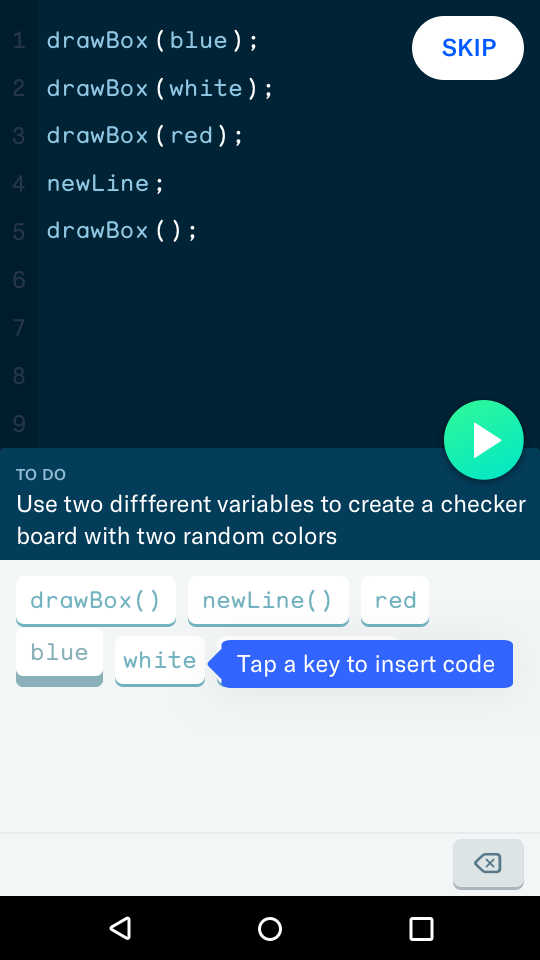 1 drawBox(blue);
SKIP
2 drawBox(white);
3 drawBox(red);
4 newLine;
5 drawBox();
6
7
8
9
TO DO
Use two diffferent variables to create a checker
board with two random colors
drawBox() newLine() red
blue white Tap a key to insert code